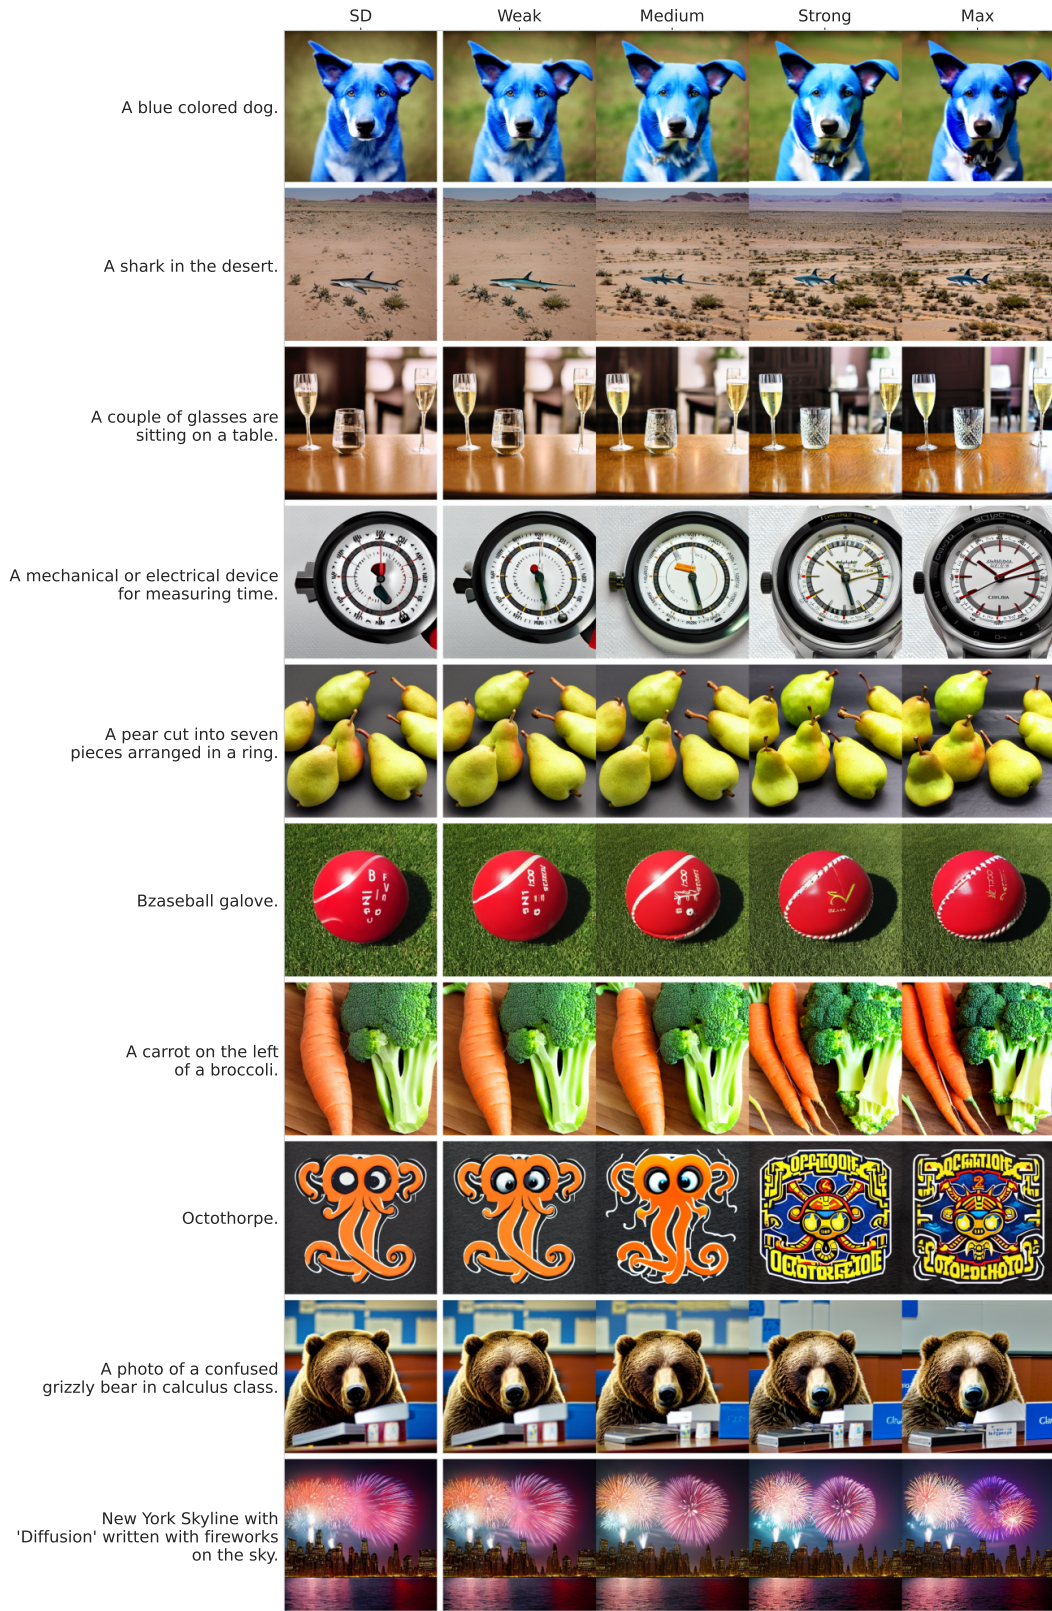 SD Weak Medium Strong Max
A blue colored dog.
A shark in the desert.
A couple of glasses are
sitting on a table.
A mechanical or electrical device
for measuring time.
A pear cut into seven
pieces arranged in a ring.
Bzaseball galove.
A carrot on the left
of a broccoli.
Octothorpe.
A photo of a confused
grizzly bear in calculus class.
New York Skyline with
'Diffusion' written with fireworks
on the sky.